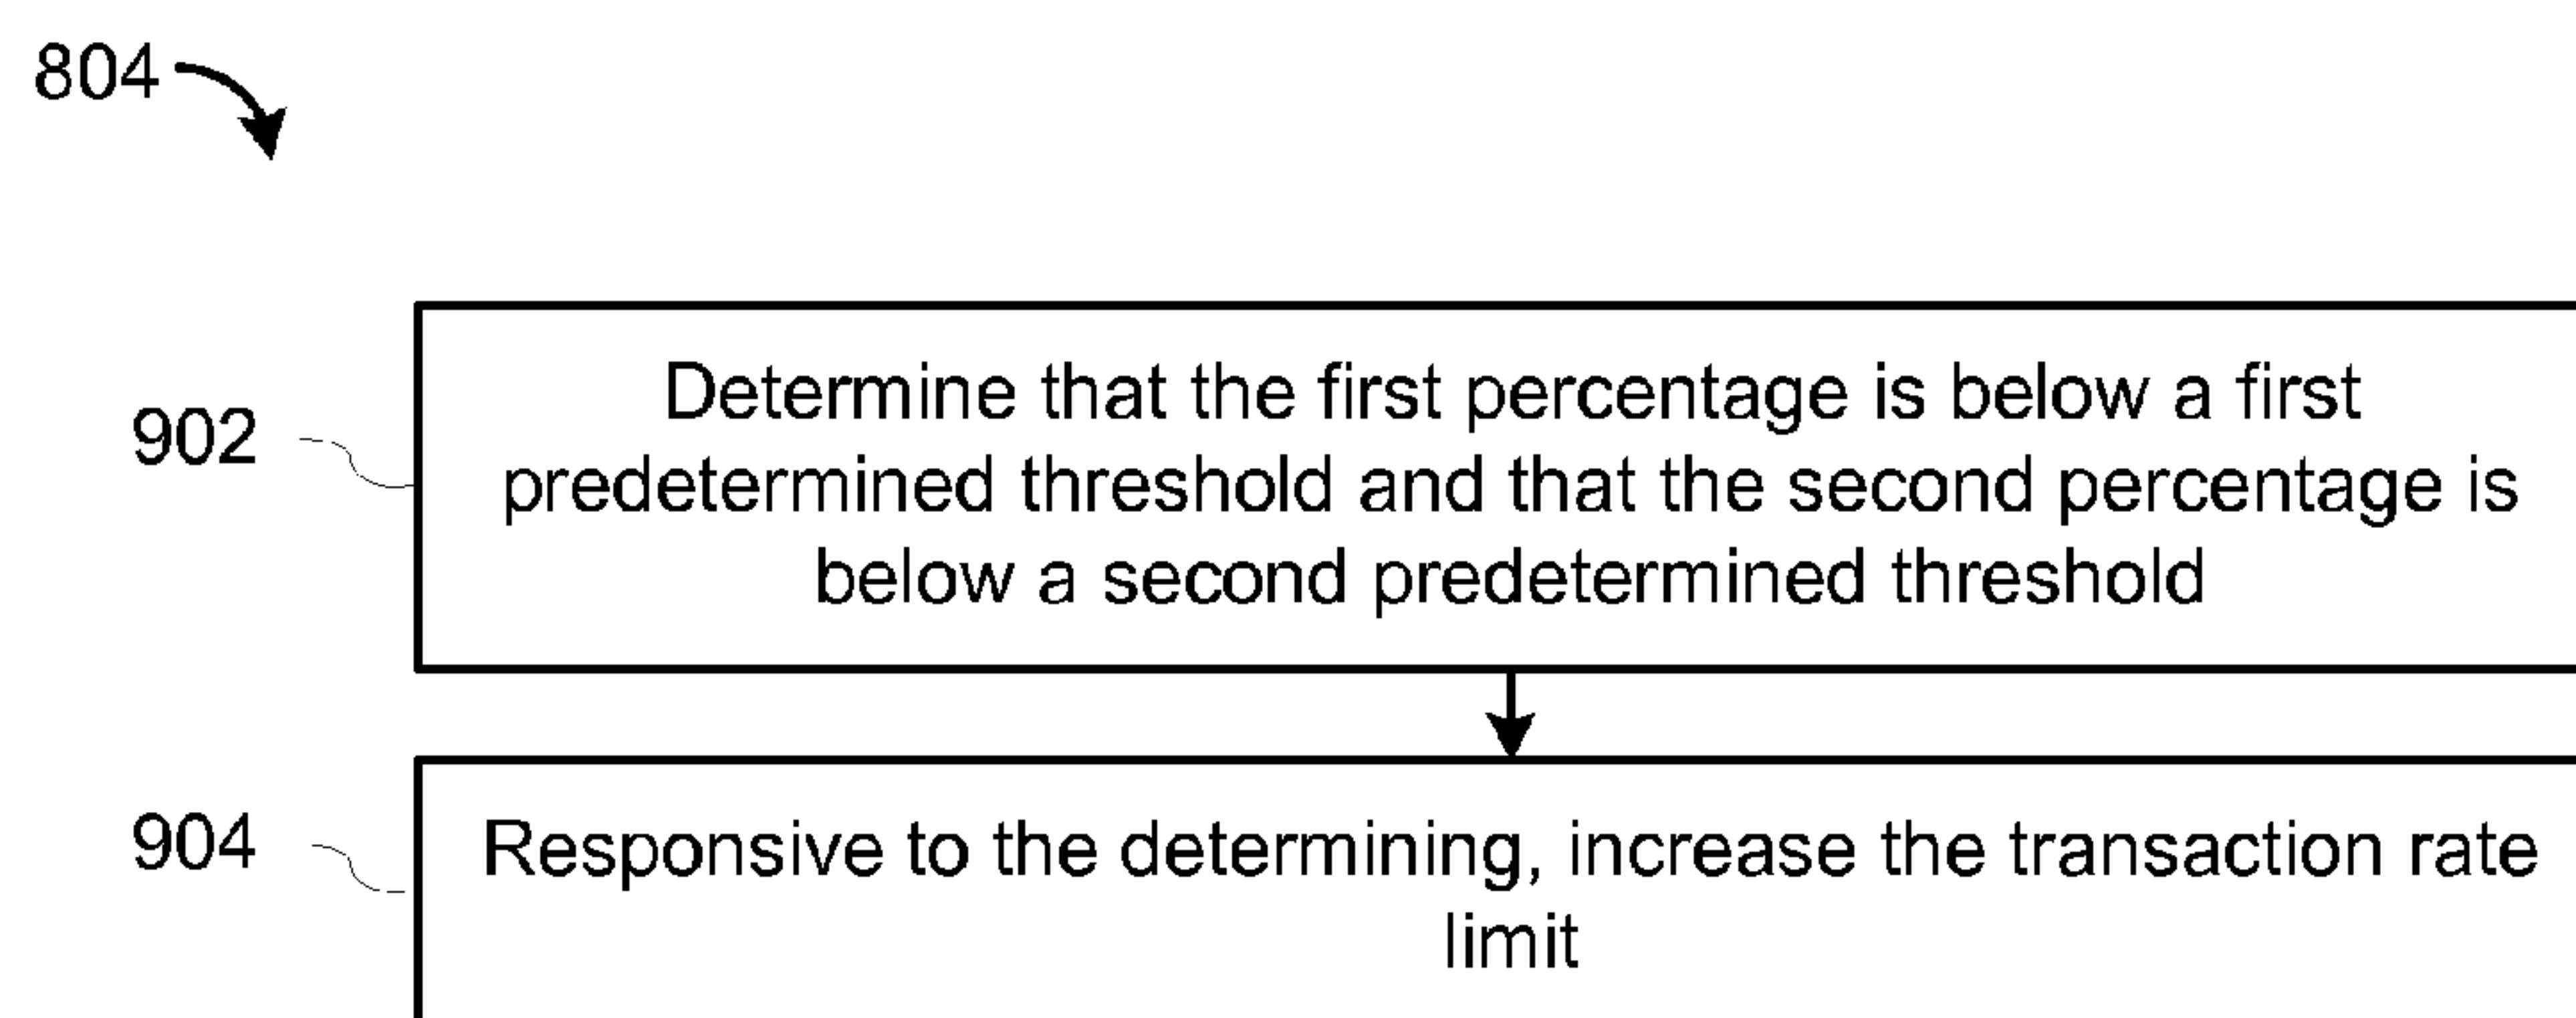 804
902
Determine that the first percentage is below a first
predetermined threshold and that the second percentage is
below a second predetermined threshold
904
Responsive to the determining, increase the transaction rate
limit